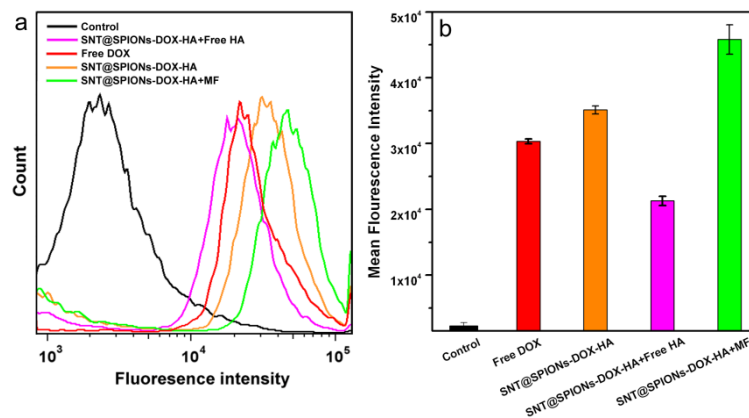 a
Control
SNT@SPIONs-DOX-HA+Free HA
Free DOX
SNT@SPIONs-DOX-HA
SNT@SPIONs-DOX-HA+MF
Count
10³
10⁴
10⁵
Fluoresence intensity
b
Mean Flourescence Intensity
5x10⁴
4x10⁴
3x10⁴
2x10⁴
1x10⁴
Control
Free DOX
SNT@SPIONs-DOX-HA
SNT@SPIONs-DOX-HA+Free HA
SNT@SPIONs-DOX-HA+MF